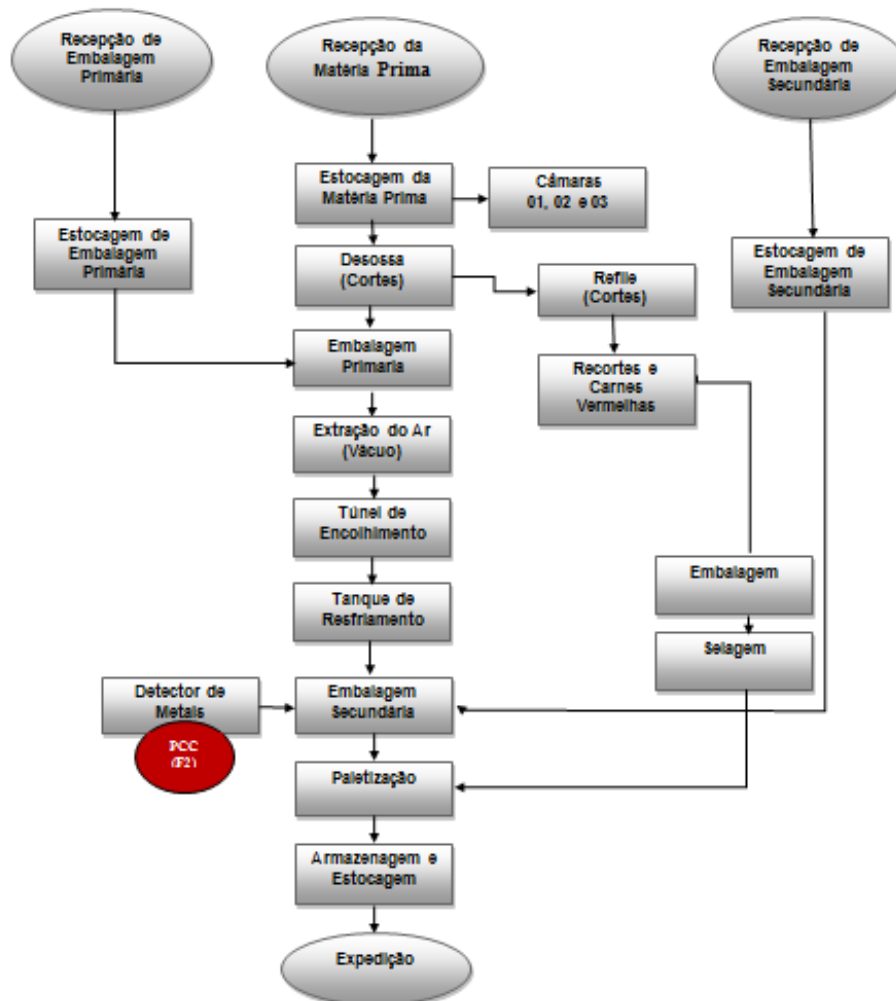 Recepção de
Embalagem
Primária
Recepção da
Matéria Prima
Recepção de
Embalagem
Secundária
Estocagem da
Matéria Prima
Câmaras
01, 02 e 03
Estocagem de
Embalagem
Primária
Desossa
(Cortes)
Refile
(Cortes)
Estocagem de
Embalagem
Secundária
Embalagem
Primaria
Recortes e
Carnes
Vermelhas
Extração do Ar
(Vácuo)
Túnel de
Encolhimento
Embalagem
Tanque de
Resfriamento
Selagem
Detector de
Metais
PCC
(F2)
Embalagem
Secundária
Paletização
Armazenagem e
Estocagem
Expedição